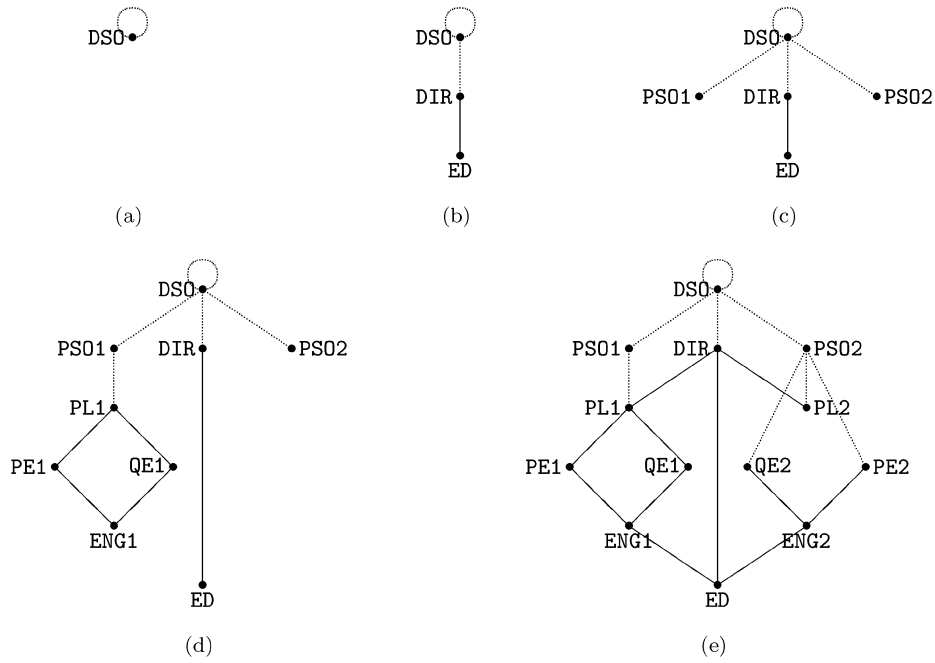 DSO DSO DSO
DIR PSO1 DIR PSO2
ED ED
(a) (b) (c)
DSO DSO
PSO1 DIR PSO2 PSO1 DIR PSO2
PL1 PL1 PL2
PE1 QE1 PE1 QE1 QE2 PE2
ENG1 ENG1 ENG2
ED ED
(d) (e)